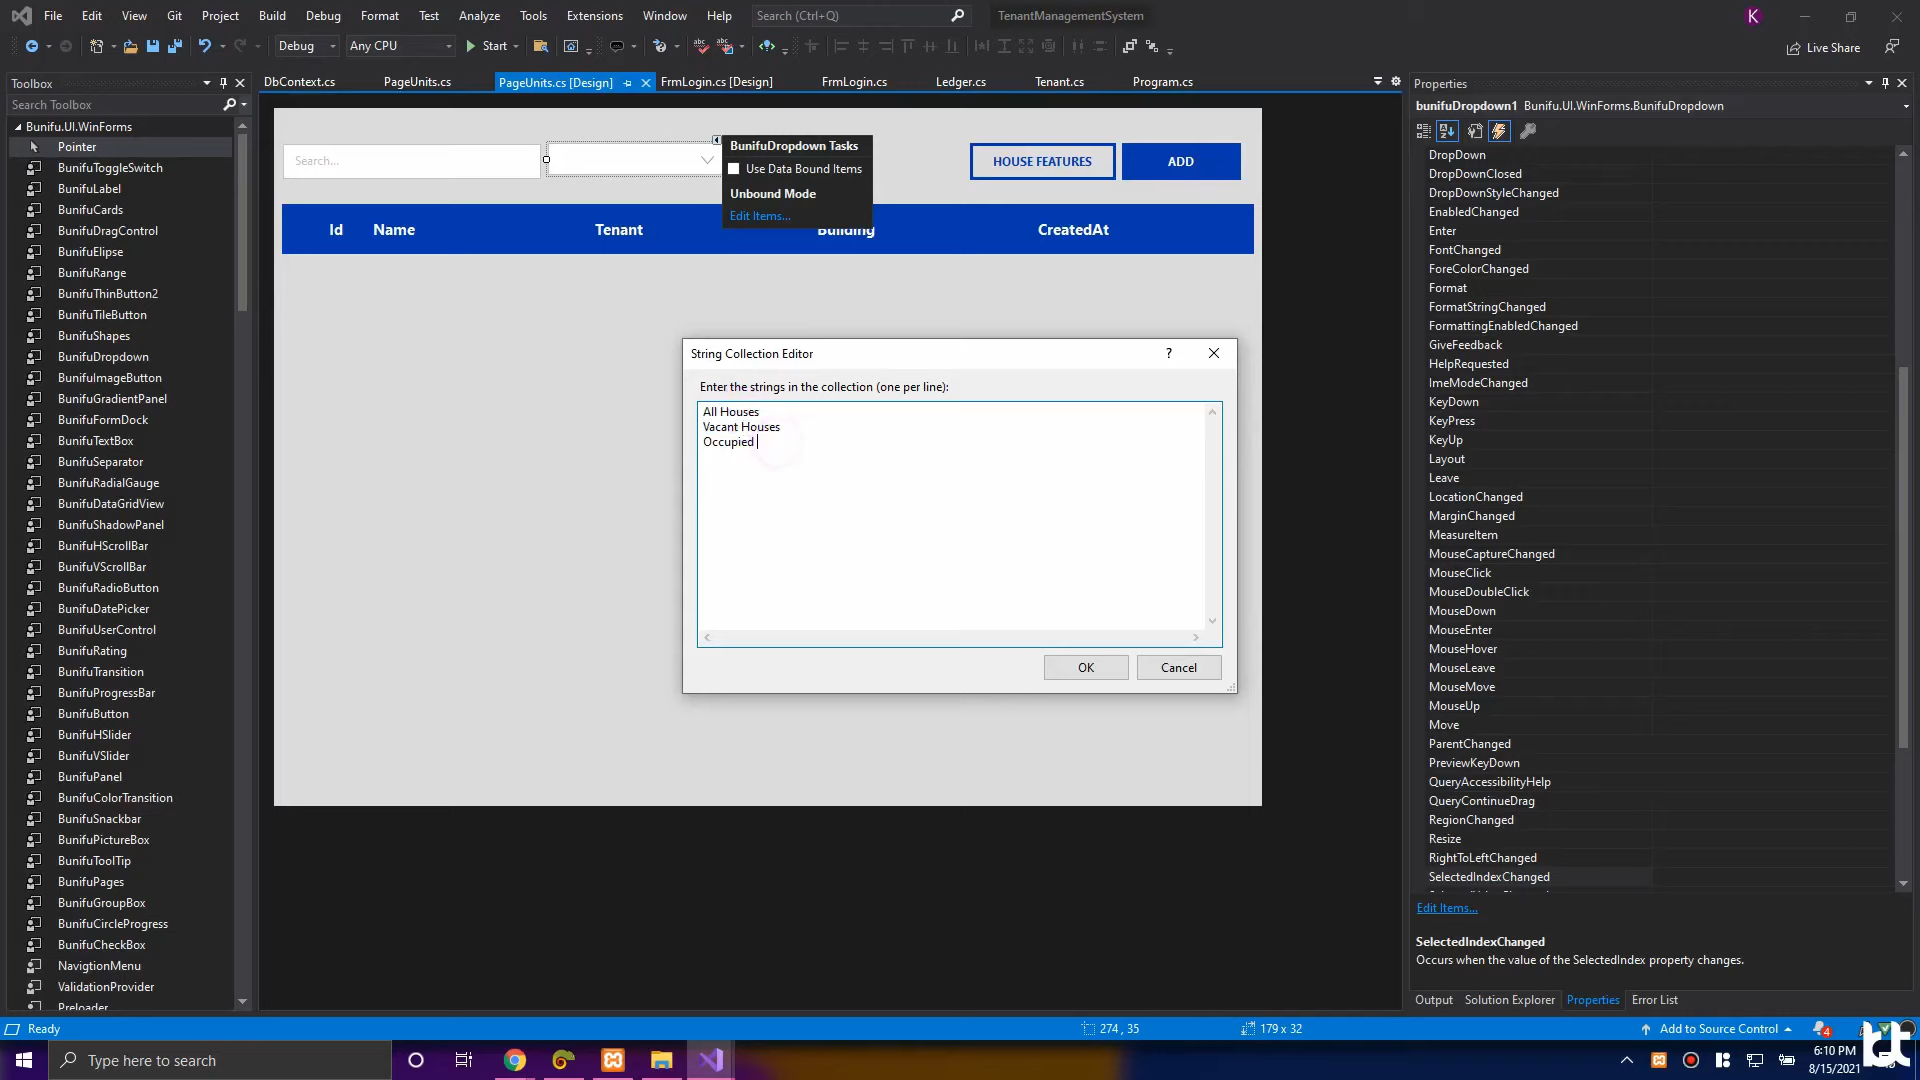 File Edit View Git Project Build Debug Format Test Analyze Tools Extensions Window Help Search (Ctrl+Q) TenantManagementSystem K
Debug Any CPU Start Live Share
Toolbox
Search Toolbox
Bunifu.UI.WinForms
Pointer
BunifuToggleSwitch
BunifuLabel
BunifuCards
BunifuDragControl
BunifuElipse
BunifuRange
BunifuThinButton2
BunifuTileButton
BunifuShapes
BunifuDropdown
BunifuImageButton
BunifuGradientPanel
BunifuFormDock
BunifuTextBox
BunifuSeparator
BunifuRadialGauge
BunifuDataGridView
BunifuShadowPanel
BunifuHScrollBar
BunifuVScrollBar
BunifuRadioButton
BunifuDatePicker
BunifuUserControl
BunifuRating
BunifuTransition
BunifuProgressBar
BunifuButton
BunifuHSlider
BunifuVSlider
BunifuPanel
BunifuColorTransition
BunifuSnackbar
BunifuPictureBox
BunifuToolTip
BunifuPages
BunifuGroupBox
BunifuCircleProgress
BunifuCheckBox
NavigtionMenu
ValidationProvider
Preloader
DbContext.cs PageUnits.cs PageUnits.cs [Design] FrmLogin.cs [Design] FrmLogin.cs Ledger.cs Tenant.cs Program.cs
Search...
BunifuDropdown Tasks
Use Data Bound Items
Unbound Mode
Edit Items...
HOUSE FEATURES
ADD
Id Name Tenant Building CreatedAt
String Collection Editor ?
Enter the strings in the collection (one per line):
All Houses
Vacant Houses
Occupied
OK Cancel
Properties
bunifuDropdown1 Bunifu.UI.WinForms.BunifuDropdown
DropDown
DropDownClosed
DropDownStyleChanged
EnabledChanged
Enter
FontChanged
ForeColorChanged
Format
FormatStringChanged
FormattingEnabledChanged
GiveFeedback
HelpRequested
ImeModeChanged
KeyDown
KeyPress
KeyUp
Layout
Leave
LocationChanged
MarginChanged
MeasureItem
MouseCaptureChanged
MouseClick
MouseDoubleClick
MouseDown
MouseEnter
MouseHover
MouseLeave
MouseMove
MouseUp
Move
ParentChanged
PreviewKeyDown
QueryAccessibilityHelp
QueryContinueDrag
RegionChanged
Resize
RightToLeftChanged
SelectedIndexChanged
Edit Items...
SelectedIndexChanged
Occurs when the value of the SelectedIndex property changes.
Output Solution Explorer Properties Error List
Ready 274 , 35 179 x 32 Add to Source Control 4
Type here to search
6:10 PM
8/15/2021